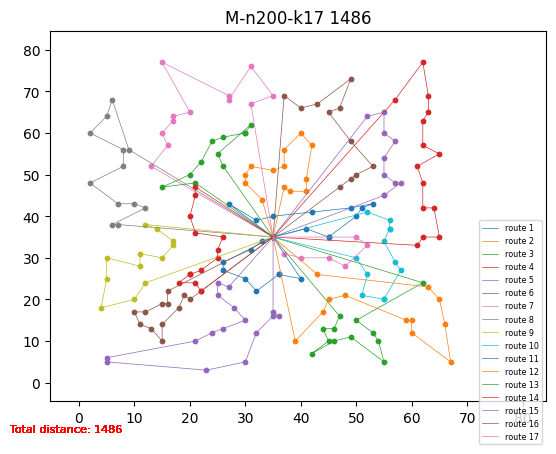 M-n200-k17 1486
80
70
60
50
40
30
20
10
0
route 1
route 2
route 3
route 4
route 5
route 6
route 7
route 8
route 9
route 10
route 11
route 12
route 13
route 14
route 15
route 16
route 17
0 10 20 30 40 50 60 70 80
Total distance: 1486